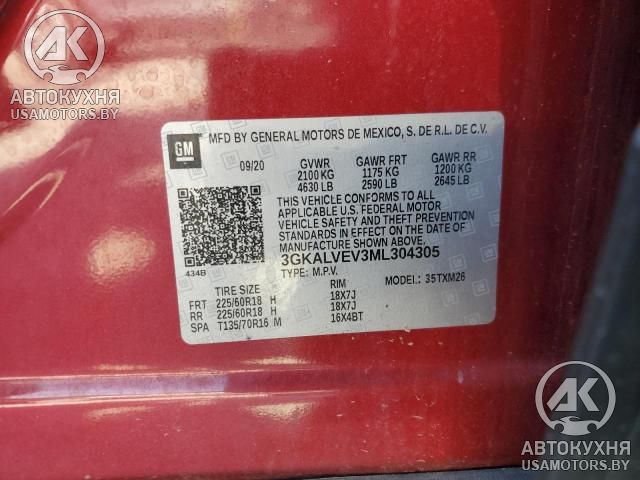 AK
АВТОКУХНЯ
USAMOTORS.BY
GM
MFD BY GENERAL MOTORS DE MEXICO, S. DE R.L. DE C.V.
09/20 GVWR GAWR FRT GAWR RR
2100 KG 1175 KG 1200 KG
4630 LB 2590 LB 2645 LB
THIS VEHICLE CONFORMS TO ALL
APPLICABLE U.S. FEDERAL MOTOR
VEHICLE SAFETY AND THEFT PREVENTION
STANDARDS IN EFFECT ON THE DATE OF
MANUFACTURE SHOWN ABOVE.
3GKALVEV3ML304305
434B
TYPE: M.P.V. MODEL: 35TXM26
TIRE SIZE RIM
FRT 225/60R18 H 18X7J
RR 225/60R18 H 18X7J
SPA T135/70R16 M 16X4BT
AK
АВТОКУХНЯ
USAMOTORS.BY